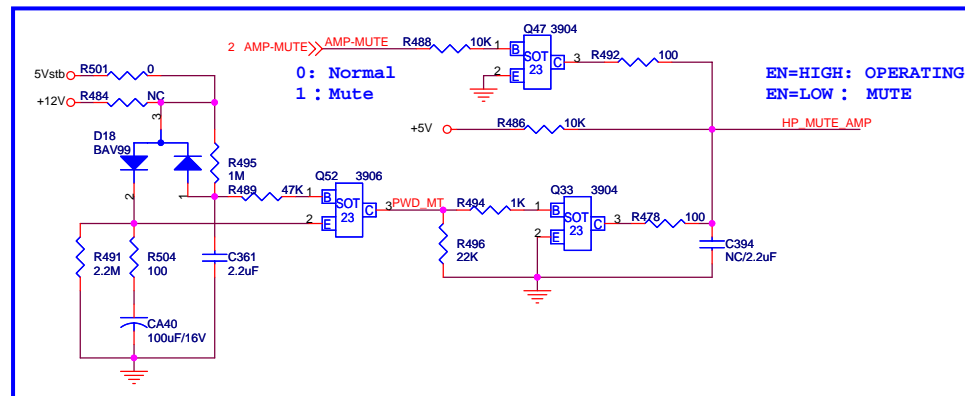 Q47 3904
2 AMP-MUTE
AMP-MUTE
R488 10K
1
B
SOT
23
C
E
2
3
R492 100
0: Normal
1 : Mute
EN=HIGH: OPERATING
EN=LOW : MUTE
5Vstb
R501 0
+12V
R484 NC
3
D18
BAV99
2
1
R495
1M
+5V
R486 10K
HP_MUTE_AMP
R489 47K
Q52 3906
1
B
SOT
23
C
E
2
3
PWD_MT
R494 1K
Q33 3904
1
B
SOT
23
C
E
2
3
R478 100
R496
22K
C394
NC/2.2uF
R491
2.2M
R504
100
C361
2.2uF
CA40
100uF/16V